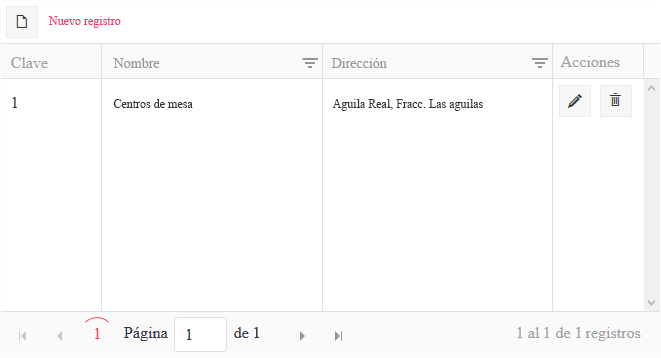 Nuevo registro
Clave Nombre Dirección Acciones
1 Centros de mesa Aguila Real, Fracc. Las aguilas
1 Página 1 de 1 1 al 1 de 1 registros